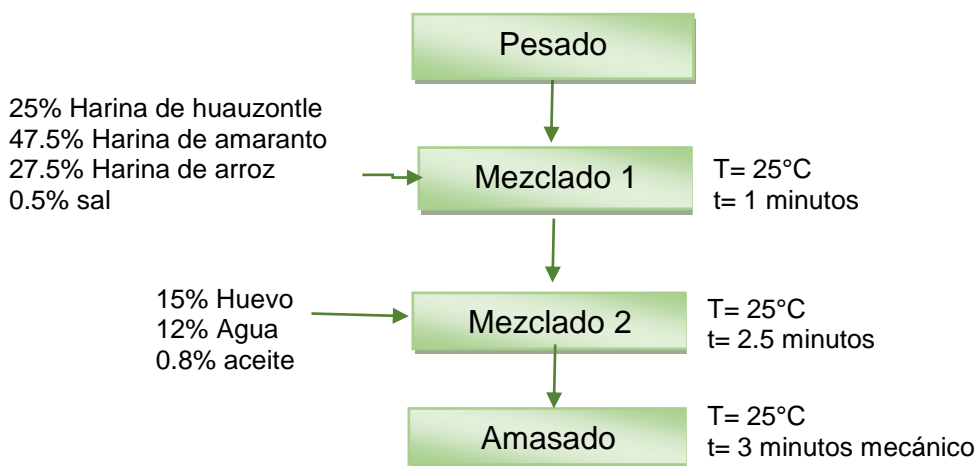 Pesado
25% Harina de huauzontle
47.5% Harina de amaranto
27.5% Harina de arroz
0.5% sal
Mezclado 1
T= 25°C
t= 1 minutos
15% Huevo
12% Agua
0.8% aceite
Mezclado 2
T= 25°C
t= 2.5 minutos
Amasado
T= 25°C
t= 3 minutos mecánico